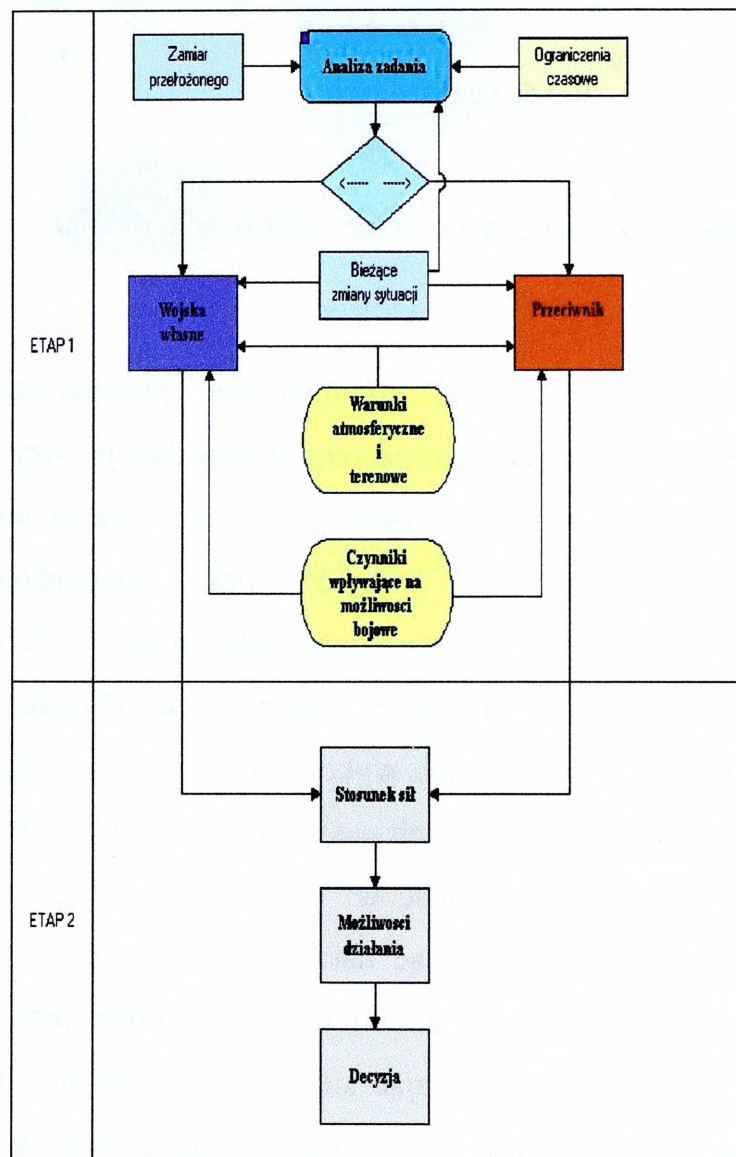 Zamiar
przełożonego
Analiza zadania
Ograniczenia
czasowe
<------ ------>
Bieżące
zmiany sytuacji
Wojska
własne
Przeciwnik
ETAP 1
Warunki
atmosferyczne
i
terenowe
Czynniki
wpływające na
możliwości
bojowe
Stosunek sił
ETAP 2
Możliwości
działania
Decyzja